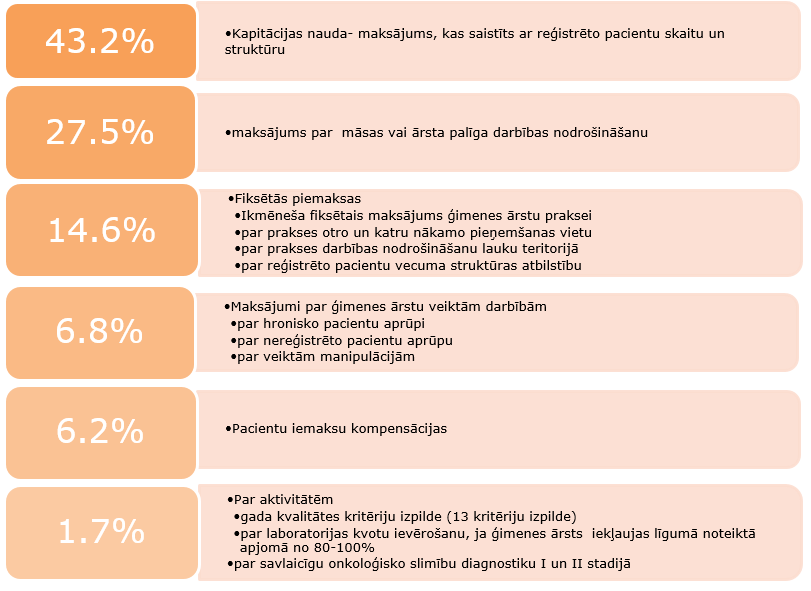 43.2%
•Kapitācijas nauda- maksājums, kas saistīts ar reģistrēto pacientu skaitu un
struktūru
27.5%
•maksājums par  māsas vai ārsta palīga darbības nodrošināšanu
14.6%
•Fiksētās piemaksas
•Ikmēneša fiksētais maksājums ģimenes ārstu praksei
•par prakses otro un katru nākamo pieņemšanas vietu
•par prakses darbības nodrošināšanu lauku teritorijā
•par reģistrēto pacientu vecuma struktūras atbilstību
6.8%
•Maksājumi par ģimenes ārstu veiktām darbībām
•par hronisko pacientu aprūpi
•par nereģistrēto pacientu aprūpu
•par veiktām manipulācijām
6.2%
•Pacientu iemaksu kompensācijas
1.7%
•Par aktivitātēm
•gada kvalitātes kritēriju izpilde (13 kritēriju izpilde)
•par laboratorijas kvotu ievērošanu, ja ģimenes ārsts  iekļaujas līgumā noteiktā
apjomā no 80-100%
•par savlaicīgu onkoloģisko slimību diagnostiku I un II stadijā